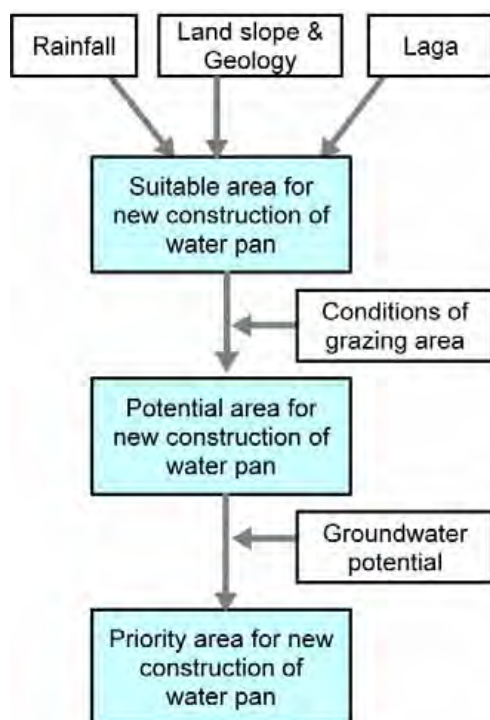 Rainfall
Land slope &
Geology
Laga
Suitable area for
new construction of
water pan
Conditions of
grazing area
Potential area for
new construction of
water pan
Groundwater
potential
Priority area for new
construction of
water pan